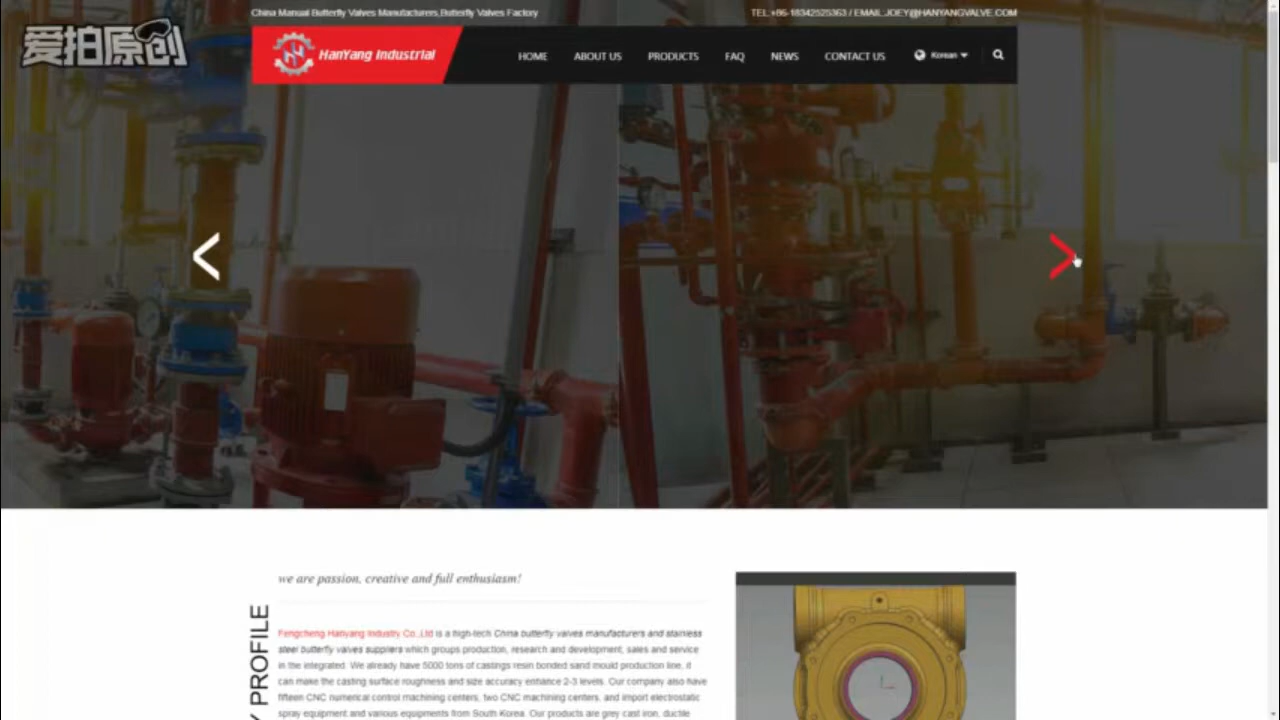 China Manual Butterfly Valves Manufacturers,Butterfly Valves Factory
TEL:+86-18342525363 / EMAIL:JOEY@HANYANGVALVE.COM
爱拍原创
HanYang Industrial
HOME ABOUT US PRODUCTS FAQ NEWS CONTACT US Korean
we are passion, creative and full enthusiasm!
Y PROFILE
Fengcheng Hanyang Industry Co.,Ltd is a high-tech China butterfly valves manufacturers and stainless
steel butterfly valves suppliers which groups production, research and development, sales and service
in the integrated. We already have 5000 tons of castings resin bonded sand mould production line, it
can make the casting surface roughness and size accuracy enhance 2-3 levels. Our company also have
fifteen CNC numerical control machining centers, two CNC machining centers, and import electrostatic
spray equipment and various equipments from South Korea. Our products are grey cast iron, ductile